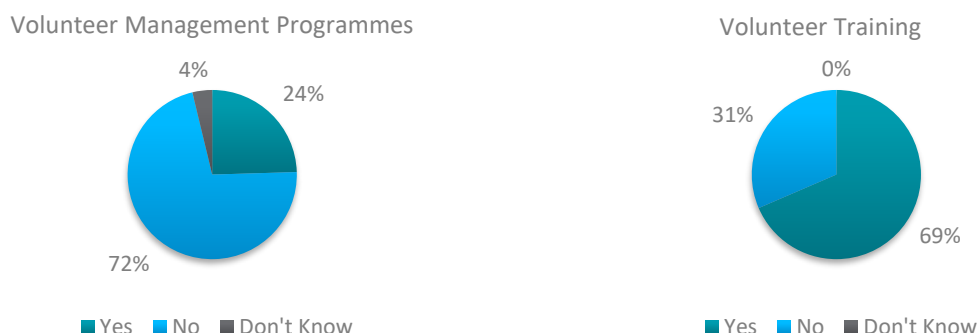 Volunteer Management Programmes
4%
24%
72%
Yes No Don't Know
Volunteer Training
0%
31%
69%
Yes No Don't Know